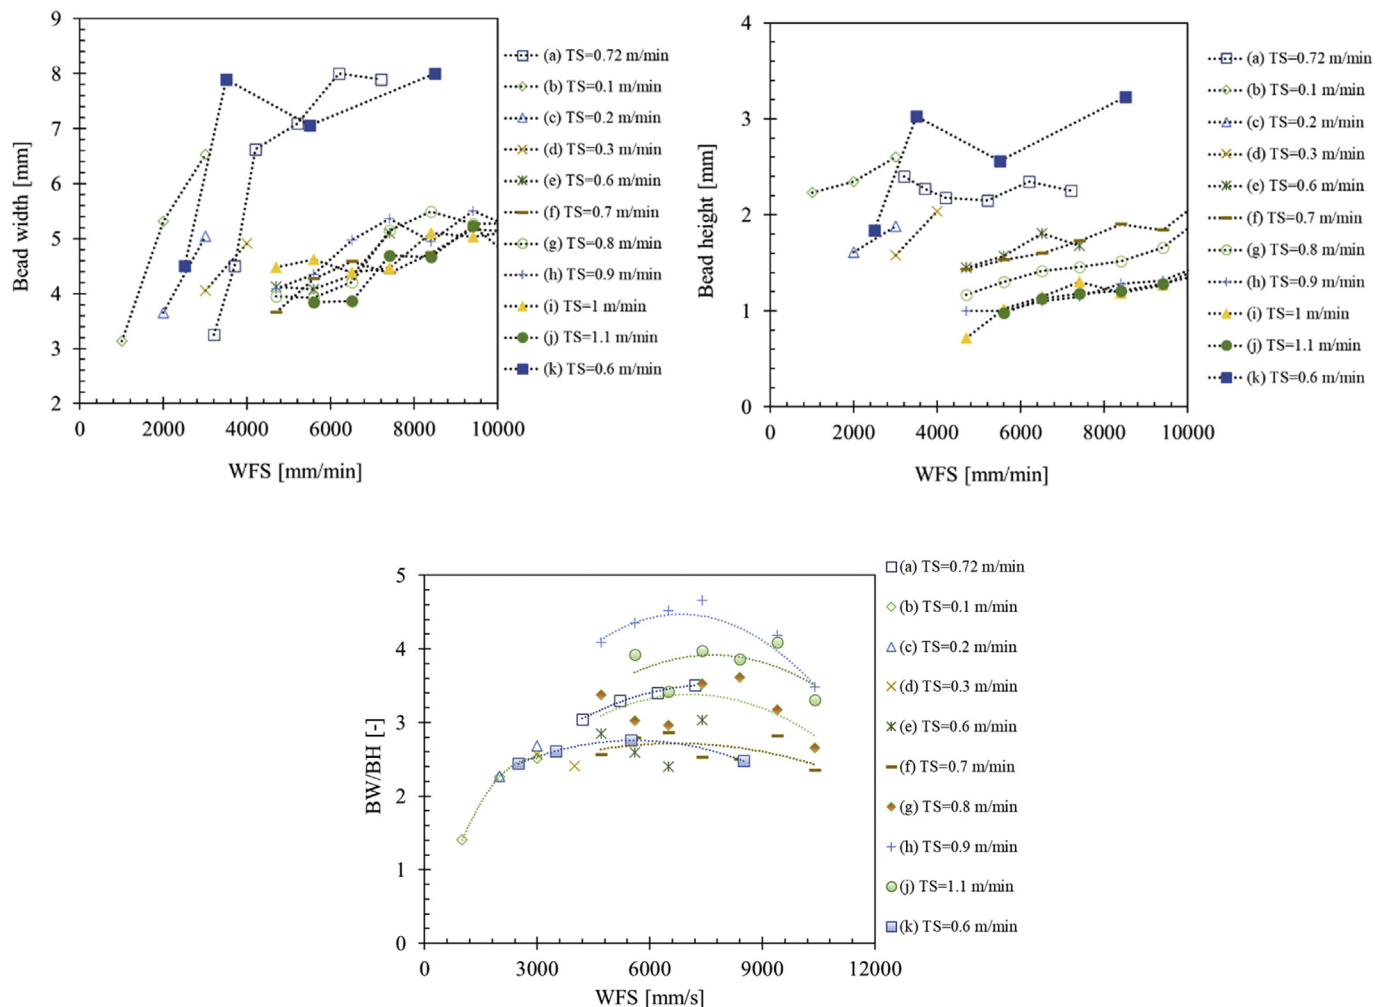 9
8
7
6
5
4
3
2
Bead width [mm]
0
2000
4000
6000
8000
10000
WFS [mm/min]
(a) TS=0.72 m/min
(b) TS=0.1 m/min
(c) TS=0.2 m/min
(d) TS=0.3 m/min
(e) TS=0.6 m/min
(f) TS=0.7 m/min
(g) TS=0.8 m/min
(h) TS=0.9 m/min
(i) TS=1 m/min
(j) TS=1.1 m/min
(k) TS=0.6 m/min
4
3
2
1
0
Bead height [mm]
0
2000
4000
6000
8000
10000
WFS [mm/min]
(a) TS=0.72 m/min
(b) TS=0.1 m/min
(c) TS=0.2 m/min
(d) TS=0.3 m/min
(e) TS=0.6 m/min
(f) TS=0.7 m/min
(g) TS=0.8 m/min
(h) TS=0.9 m/min
(i) TS=1 m/min
(j) TS=1.1 m/min
(k) TS=0.6 m/min
5
4
3
2
1
0
BW/BH [-]
0
3000
6000
9000
12000
WFS [mm/s]
(a) TS=0.72 m/min
(b) TS=0.1 m/min
(c) TS=0.2 m/min
(d) TS=0.3 m/min
(e) TS=0.6 m/min
(f) TS=0.7 m/min
(g) TS=0.8 m/min
(h) TS=0.9 m/min
(j) TS=1.1 m/min
(k) TS=0.6 m/min